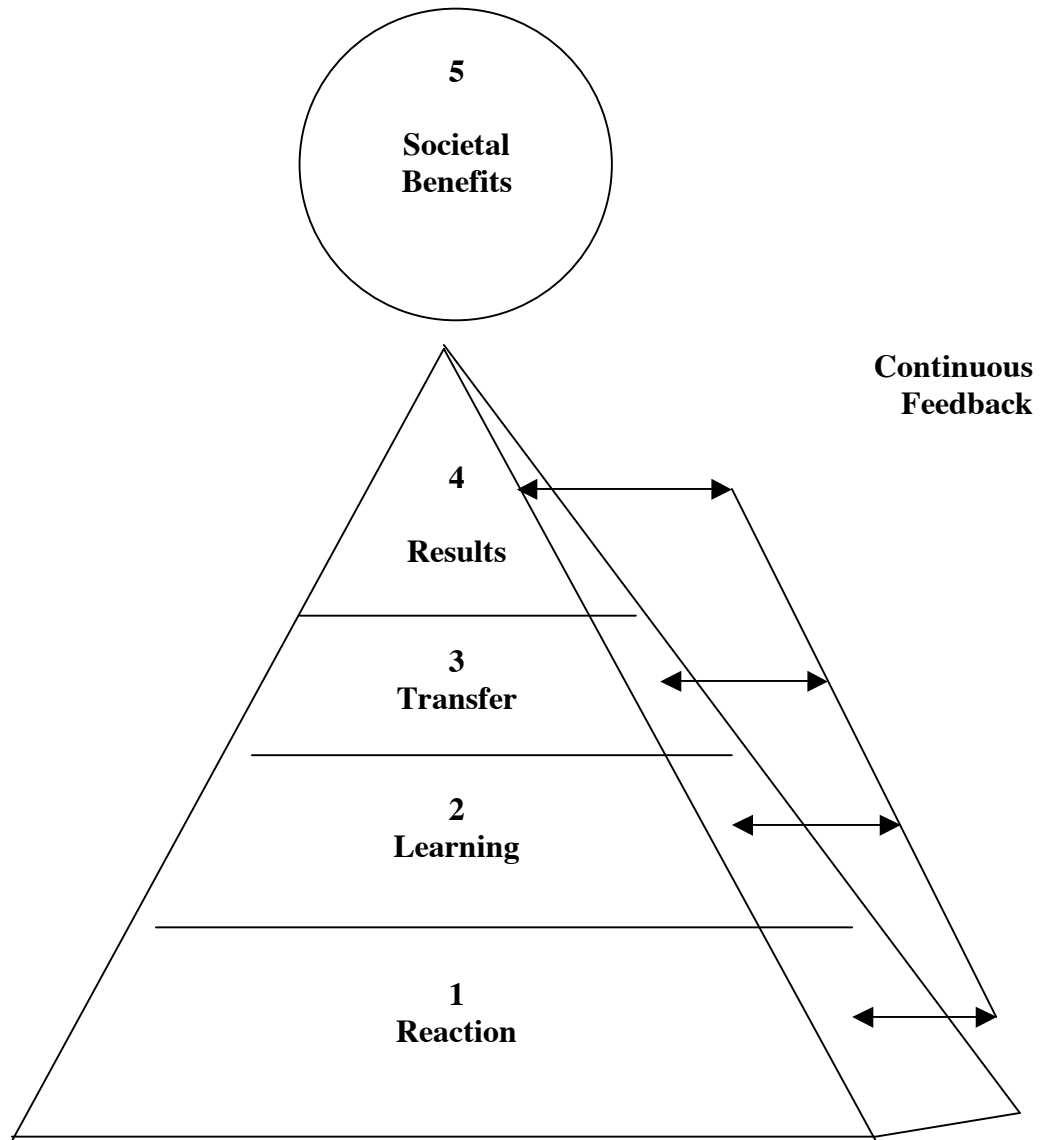 5
Societal
Benefits
Continuous
Feedback
4
Results
3
Transfer
2
Learning
1
Reaction